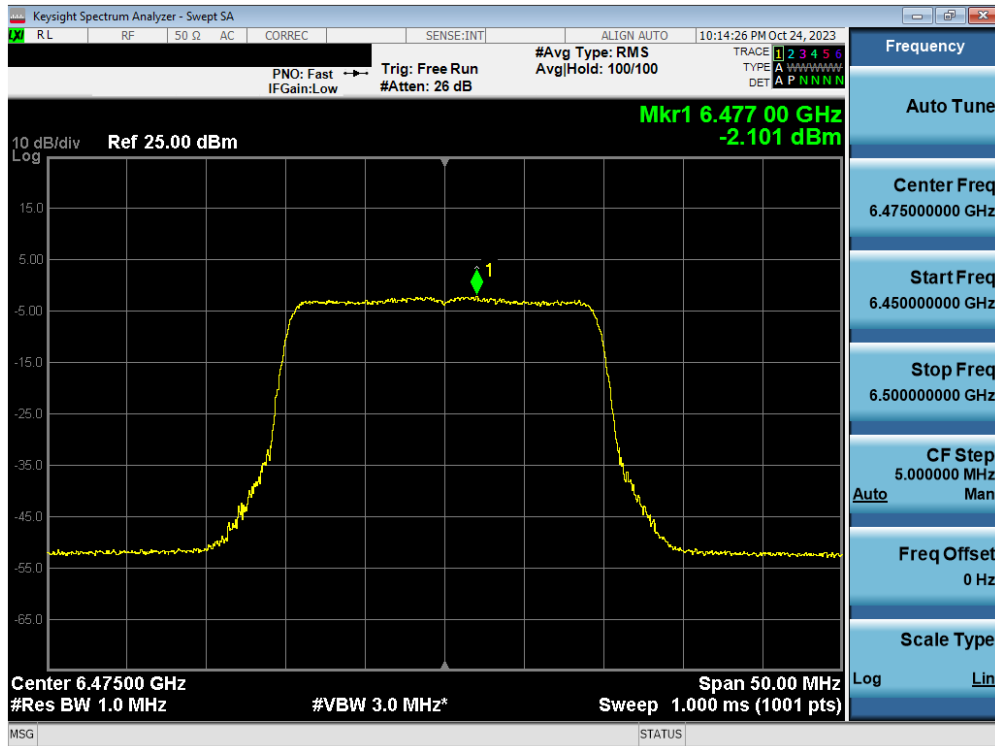 Keysight Spectrum Analyzer - Swept SA
LXI RL RF 50 Ω AC CORREC SENSE:INT ALIGN AUTO 10:14:26 PM Oct 24, 2023
PNO: Fast Trig: Free Run #Avg Type: RMS TRACE 1 2 3 4 5 6
IFGain:Low #Atten: 26 dB Avg|Hold: 100/100 TYPE A WWWWW
DET A P N N N N
Mkr1 6.477 00 GHz
-2.101 dBm
10 dB/div Ref 25.00 dBm
Log
15.0
5.00
1
-5.00
-15.0
-25.0
-35.0
-45.0
-55.0
-65.0
Center 6.47500 GHz Span 50.00 MHz
#Res BW 1.0 MHz #VBW 3.0 MHz* Sweep 1.000 ms (1001 pts)
MSG STATUS
Frequency
Auto Tune
Center Freq
6.475000000 GHz
Start Freq
6.450000000 GHz
Stop Freq
6.500000000 GHz
CF Step
5.000000 MHz
Auto Man
Freq Offset
0 Hz
Scale Type
Log Lin